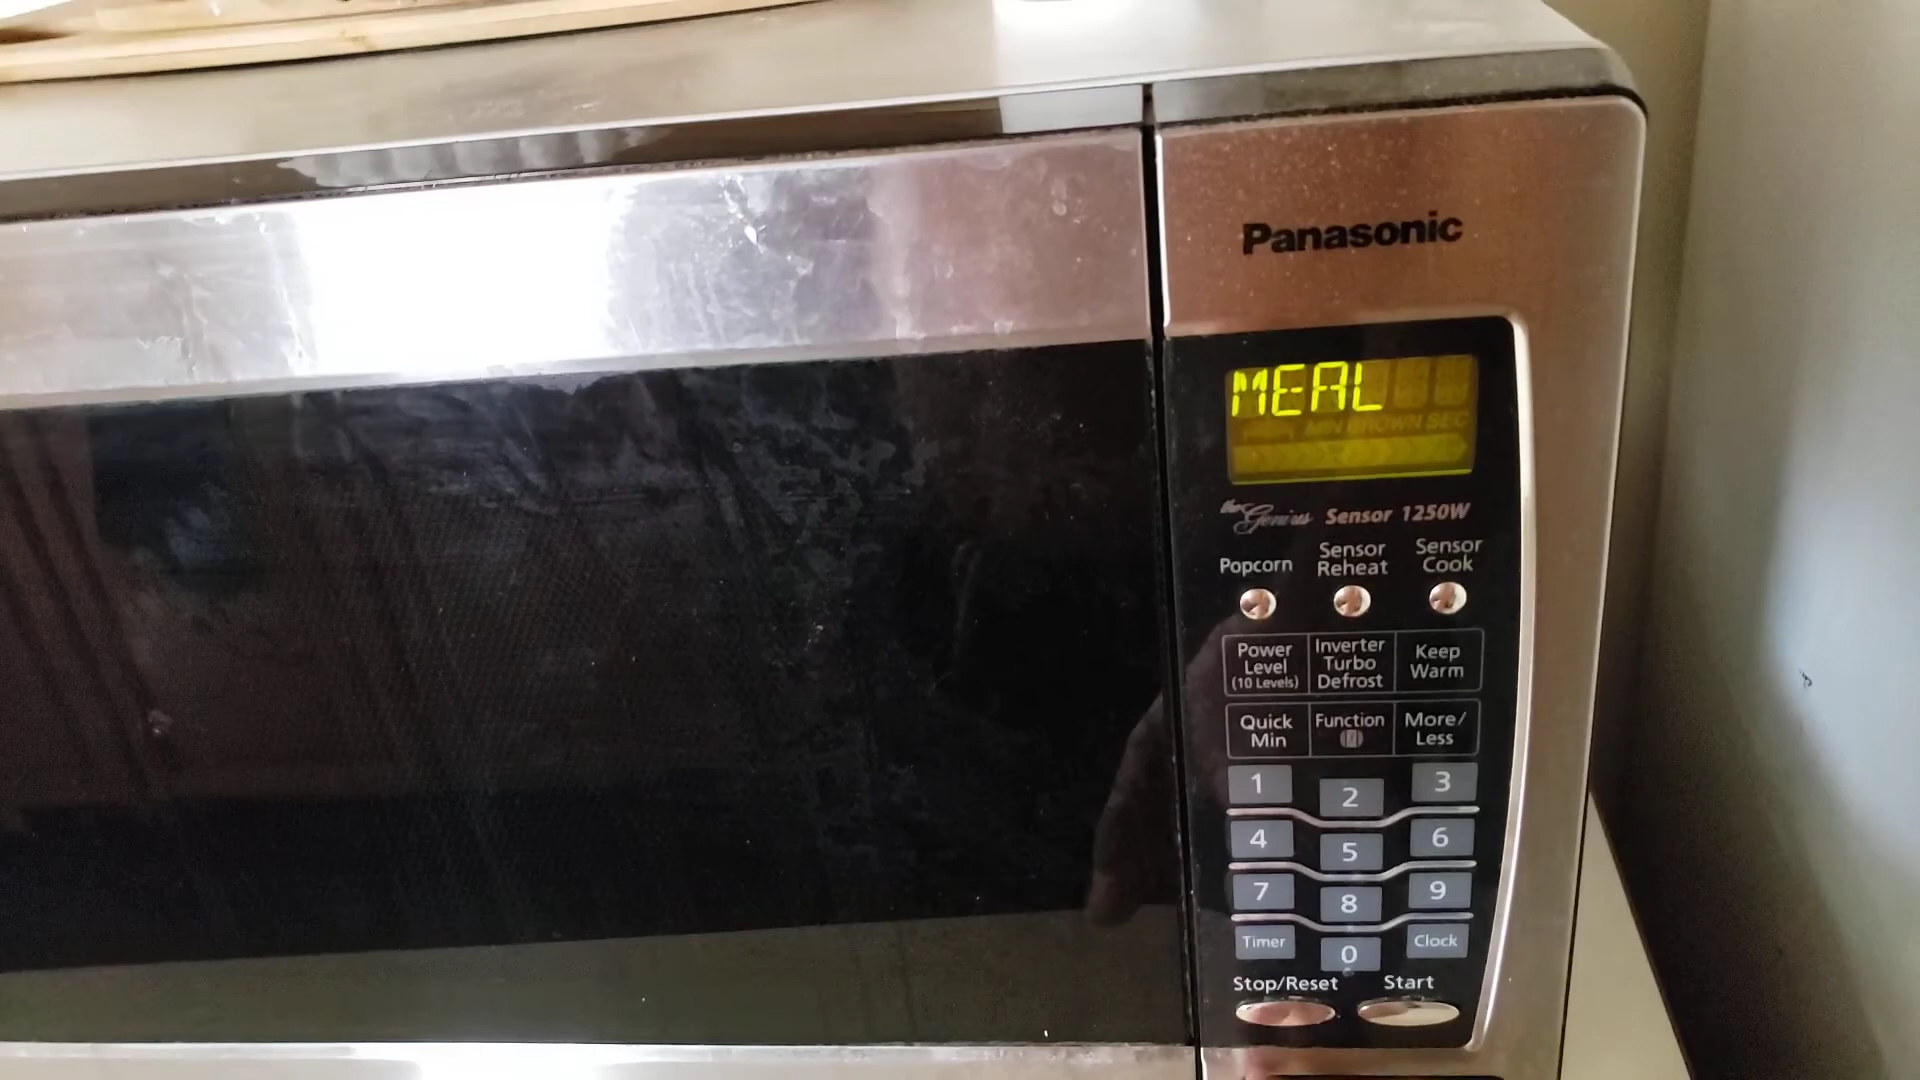 Panasonic
MEAL
MIN BROWN SEC
the Genius Sensor 1250W
Popcorn
Sensor Reheat
Sensor Cook
Power Level (10 Levels)
Inverter Turbo Defrost
Keep Warm
Quick Min
Function
More/Less
1
2
3
4
5
6
7
8
9
Timer
0
Clock
Stop/Reset
Start